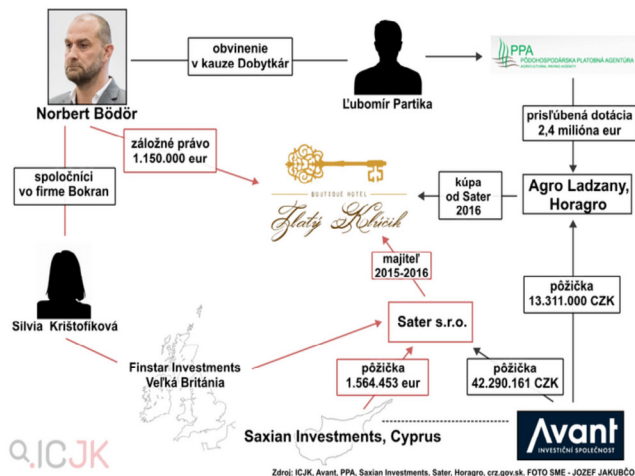 obvinenie
v kauze Dobytkár
PPA
PÔDOHOSPODÁRSKA PLATOBNÁ AGENTÚRA
AGRICULTURAL PAYING AGENCY
Norbert Bödör
Ľubomír Partika
záložné právo
1.150.000 eur
prisľúbená dotácia
2,4 milióna eur
spoločníci
vo firme Bokran
BOUTIQUE HOTEL
Zlatý Kľúčik
kúpa
od Sater
2016
Agro Ladzany,
Horagro
majiteľ
2015-2016
pôžička
13.311.000 CZK
Silvia Krištofíková
Sater s.r.o.
Finstar Investments
Veľká Británia
pôžička
1.564.453 eur
pôžička
42.290.161 CZK
Saxian Investments, Cyprus
Avant
INVESTIČNÍ SPOLEČNOST
ICJK
Zdroj: ICJK, Avant, PPA, Saxian Investments, Sater, Horagro, crz.gov.sk, FOTO SME - JOZEF JAKUBČO